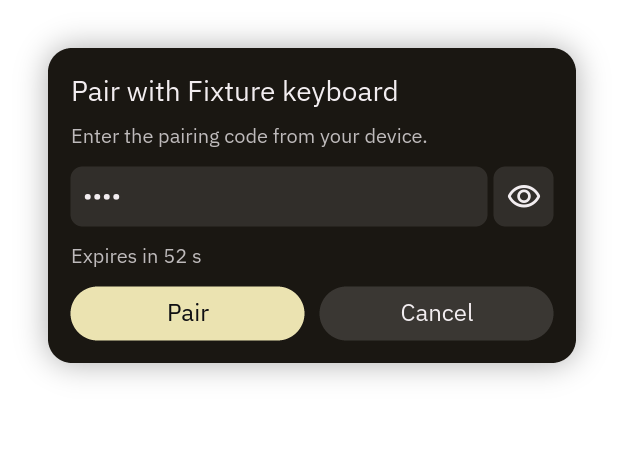 Pair with Fixture keyboard
Enter the pairing code from your device.
••••
Expires in 52 s
Pair
Cancel